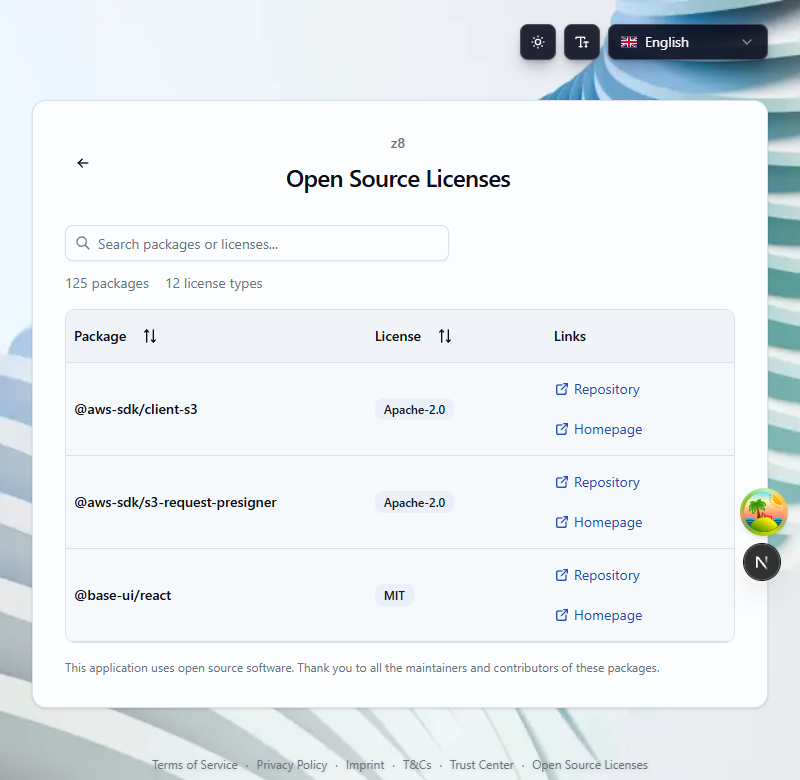 English
z8
Open Source Licenses
Search packages or licenses...
125 packages 12 license types
Package License Links
@aws-sdk/client-s3 Apache-2.0 Repository
Homepage
@aws-sdk/s3-request-presigner Apache-2.0 Repository
Homepage
@base-ui/react MIT Repository
Homepage
N
This application uses open source software. Thank you to all the maintainers and contributors of these packages.
Terms of Service · Privacy Policy · Imprint · T&Cs · Trust Center · Open Source Licenses